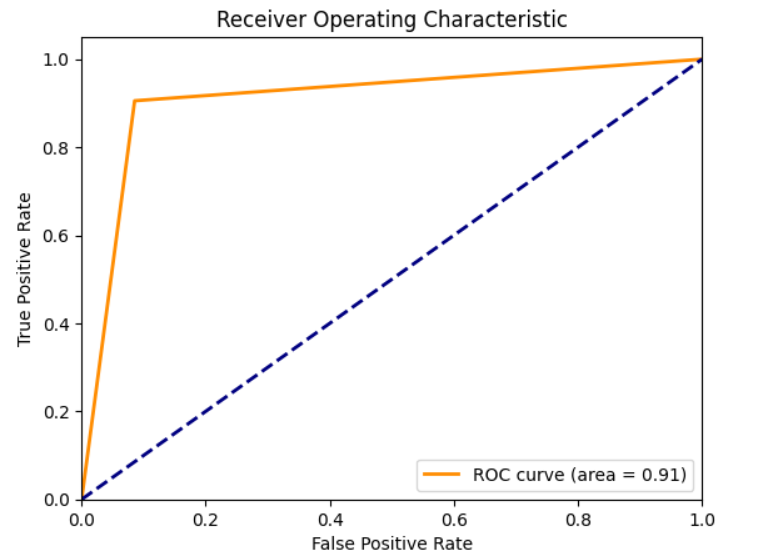 Receiver Operating Characteristic
True Positive Rate
1.0
0.8
0.6
0.4
0.2
0.0
ROC curve (area = 0.91)
0.0 0.2 0.4 0.6 0.8 1.0
False Positive Rate